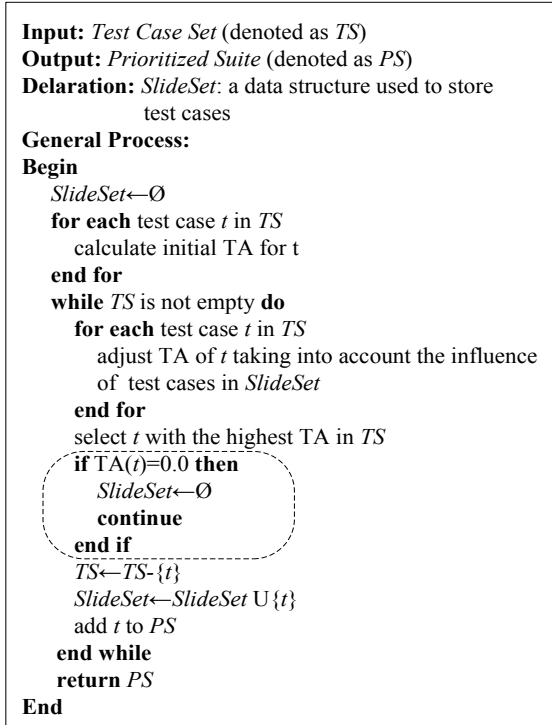 Input: Test Case Set (denoted as TS)
Output: Prioritized Suite (denoted as PS)
Delaration: SlideSet: a data structure used to store
test cases
General Process:
Begin
SlideSet←Ø
for each test case t in TS
calculate initial TA for t
end for
while TS is not empty do
for each test case t in TS
adjust TA of t taking into account the influence
of test cases in SlideSet
end for
select t with the highest TA in TS
if TA(t)=0.0 then
SlideSet←Ø
continue
end if
TS←TS-{t}
SlideSet←SlideSet U{t}
add t to PS
end while
return PS
End